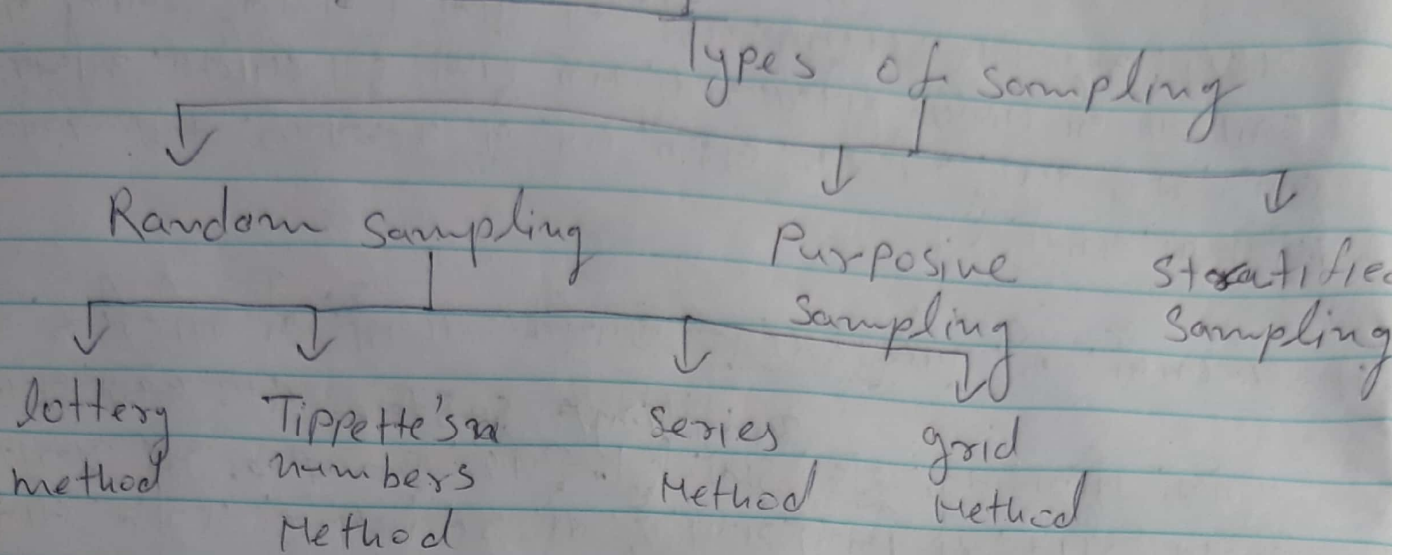 Types of sampling
Random sampling
Purposive
Sampling
Stratified
Sampling
lottery
method
Tippette's
numbers
Method
Series
Method
grid
Method